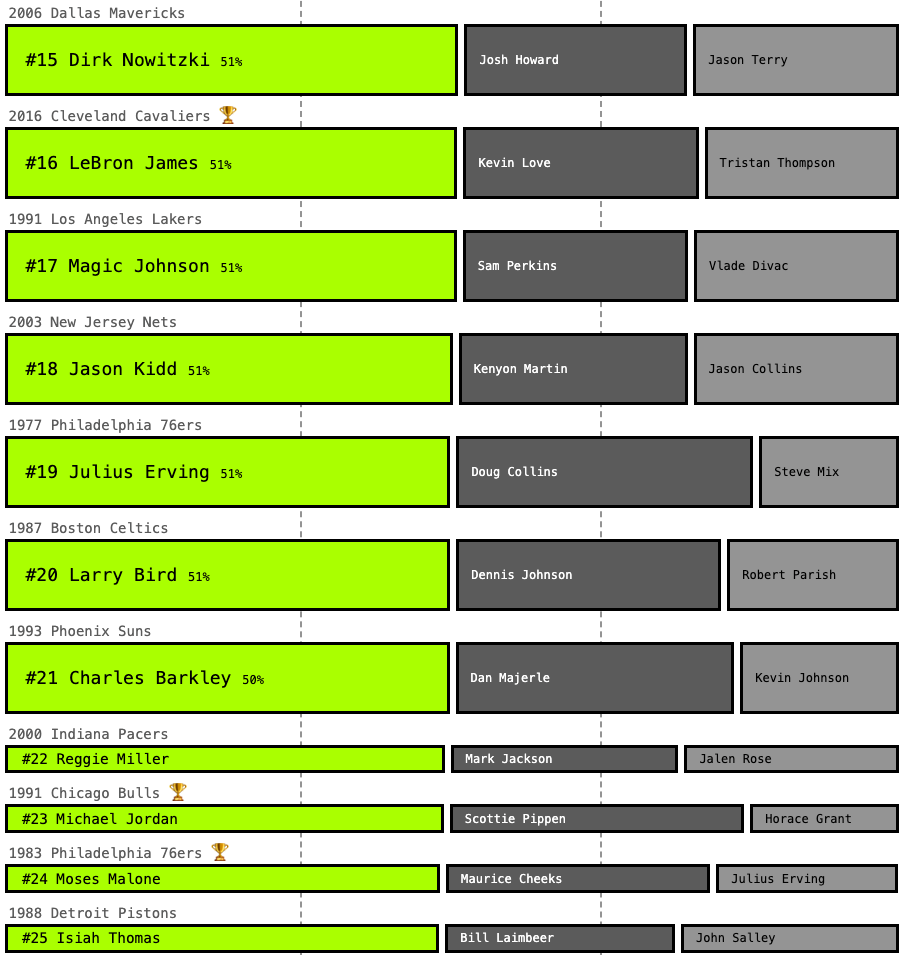 2006 Dallas Mavericks
#15 Dirk Nowitzki 51% Josh Howard Jason Terry
2016 Cleveland Cavaliers 🏆
#16 LeBron James 51% Kevin Love Tristan Thompson
1991 Los Angeles Lakers
#17 Magic Johnson 51% Sam Perkins Vlade Divac
2003 New Jersey Nets
#18 Jason Kidd 51% Kenyon Martin Jason Collins
1977 Philadelphia 76ers
#19 Julius Erving 51% Doug Collins Steve Mix
1987 Boston Celtics
#20 Larry Bird 51% Dennis Johnson Robert Parish
1993 Phoenix Suns
#21 Charles Barkley 50% Dan Majerle Kevin Johnson
2000 Indiana Pacers
#22 Reggie Miller Mark Jackson Jalen Rose
1991 Chicago Bulls 🏆
#23 Michael Jordan Scottie Pippen Horace Grant
1983 Philadelphia 76ers 🏆
#24 Moses Malone Maurice Cheeks Julius Erving
1988 Detroit Pistons
#25 Isiah Thomas Bill Laimbeer John Salley